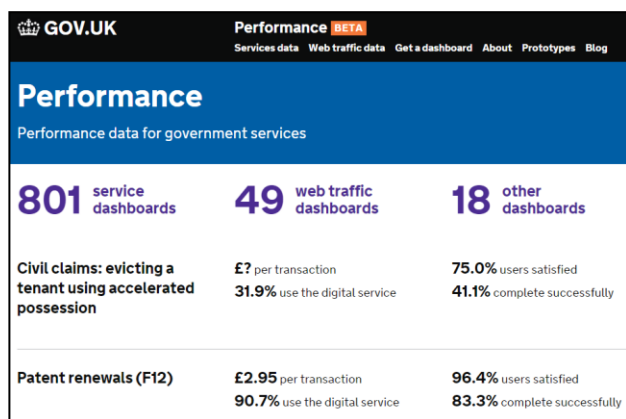 GOV.UK
Performance BETA
Services data Web traffic data Get a dashboard About Prototypes Blog
Performance
Performance data for government services
801 service dashboards
49 web traffic dashboards
18 other dashboards
Civil claims: evicting a
tenant using accelerated
possession
£? per transaction
31.9% use the digital service
75.0% users satisfied
41.1% complete successfully
Patent renewals (F12)
£2.95 per transaction
90.7% use the digital service
96.4% users satisfied
83.3% complete successfully